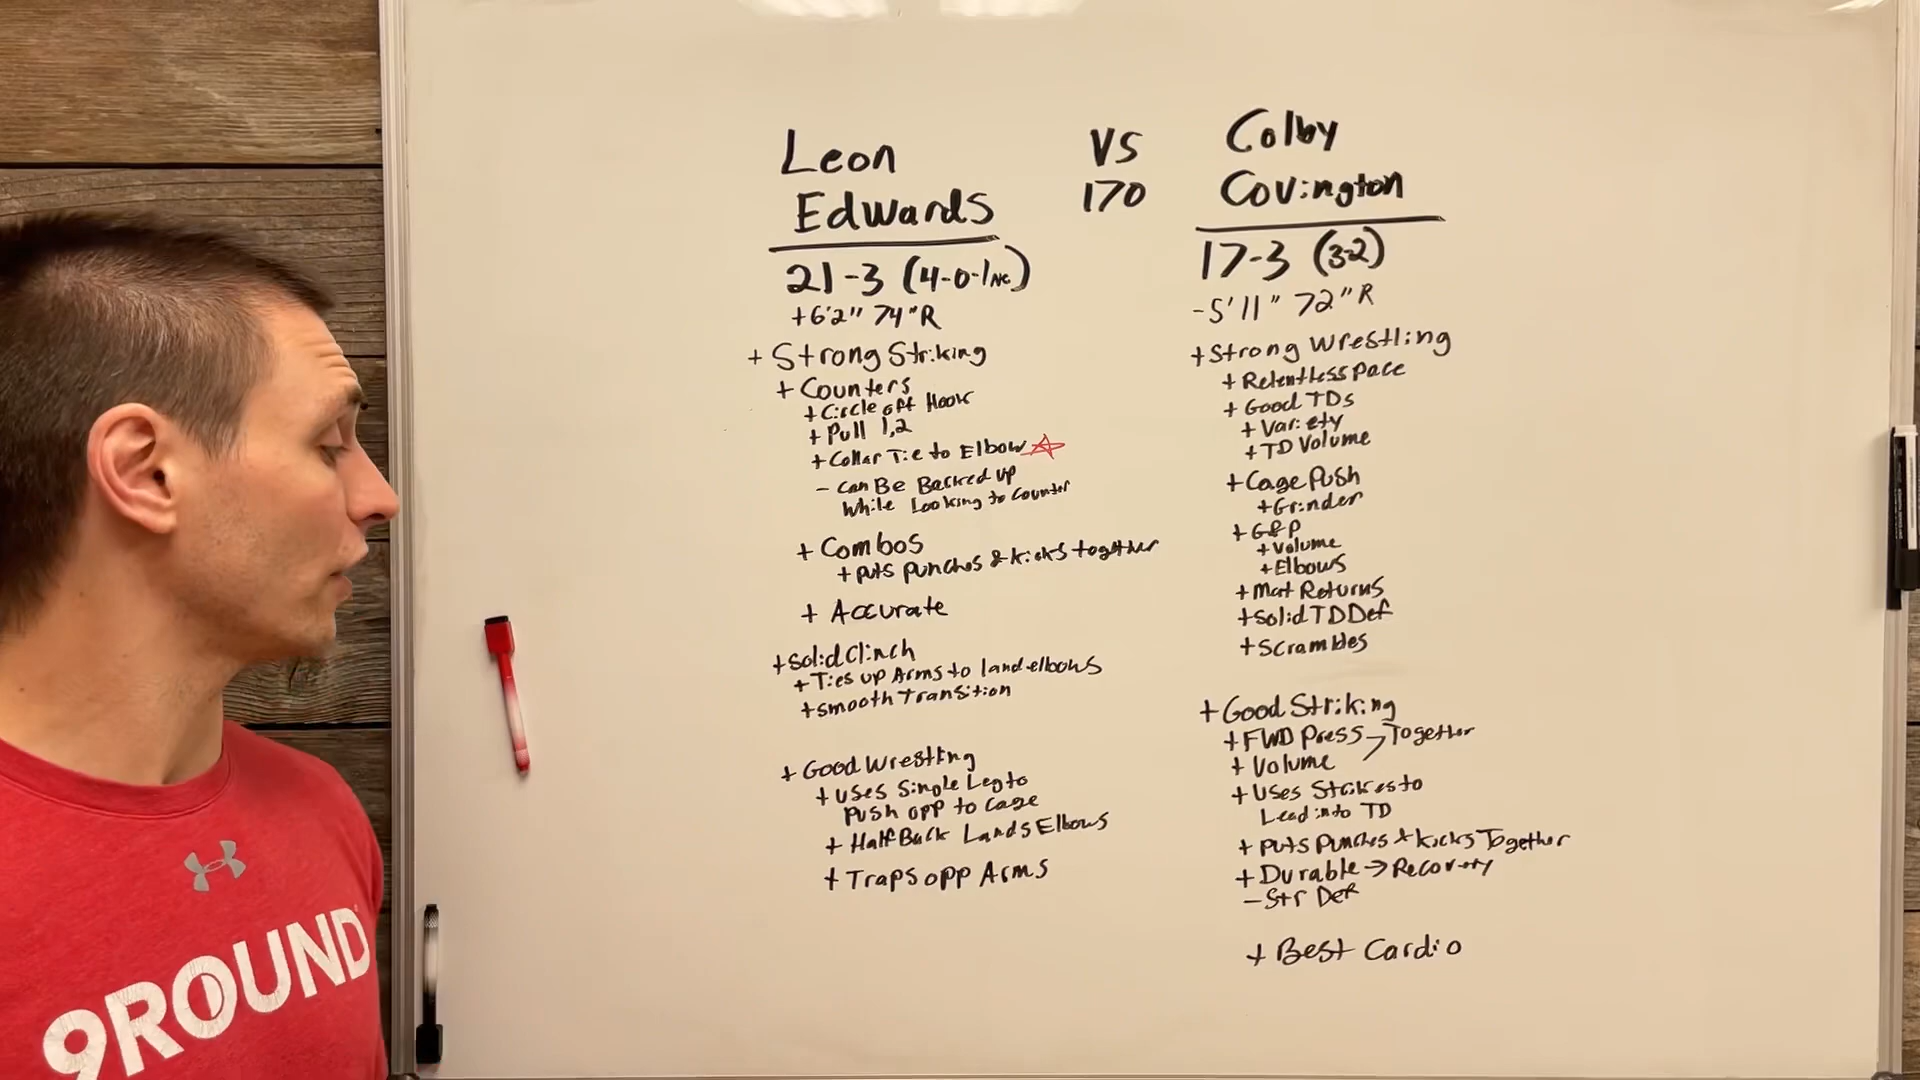 Leon
Edwards
21-3 (4-0-1NC)
+6'2" 74"R
+ Strong Striking
+ Counters
+ Circle off Hook
+ Pull 1,2
+ Collar Tie to Elbow
- Can Be Backed up
While Looking to Counter
+ Combos
+ puts punches & kicks together
+ Accurate
+ Solid Clinch
+ Ties up Arms to land elbows
+ smooth Transition
+ Good Wrestling
+ Uses Single Leg to
Push opp to Cage
+ Half Back Lands Elbows
+ Traps opp Arms
VS
170
Colby
Covington
17-3 (3-2)
-5'11" 72"R
+ Strong Wrestling
+ Relentless pace
+ Good TDs
+ Variety
+ TD Volume
+ Cage Push
+ Grinder
+ G&P
+ Volume
+ Elbows
+ Mat Returns
+ Solid TD Def
+ Scrambles
+ Good Striking
+ FWD Press > Together
+ Volume
+ Uses Strikes to
Lead into TD
+ puts Punches & kicks Together
+ Durable → Recovery
- Str Def
+ Best Cardio
9ROUND